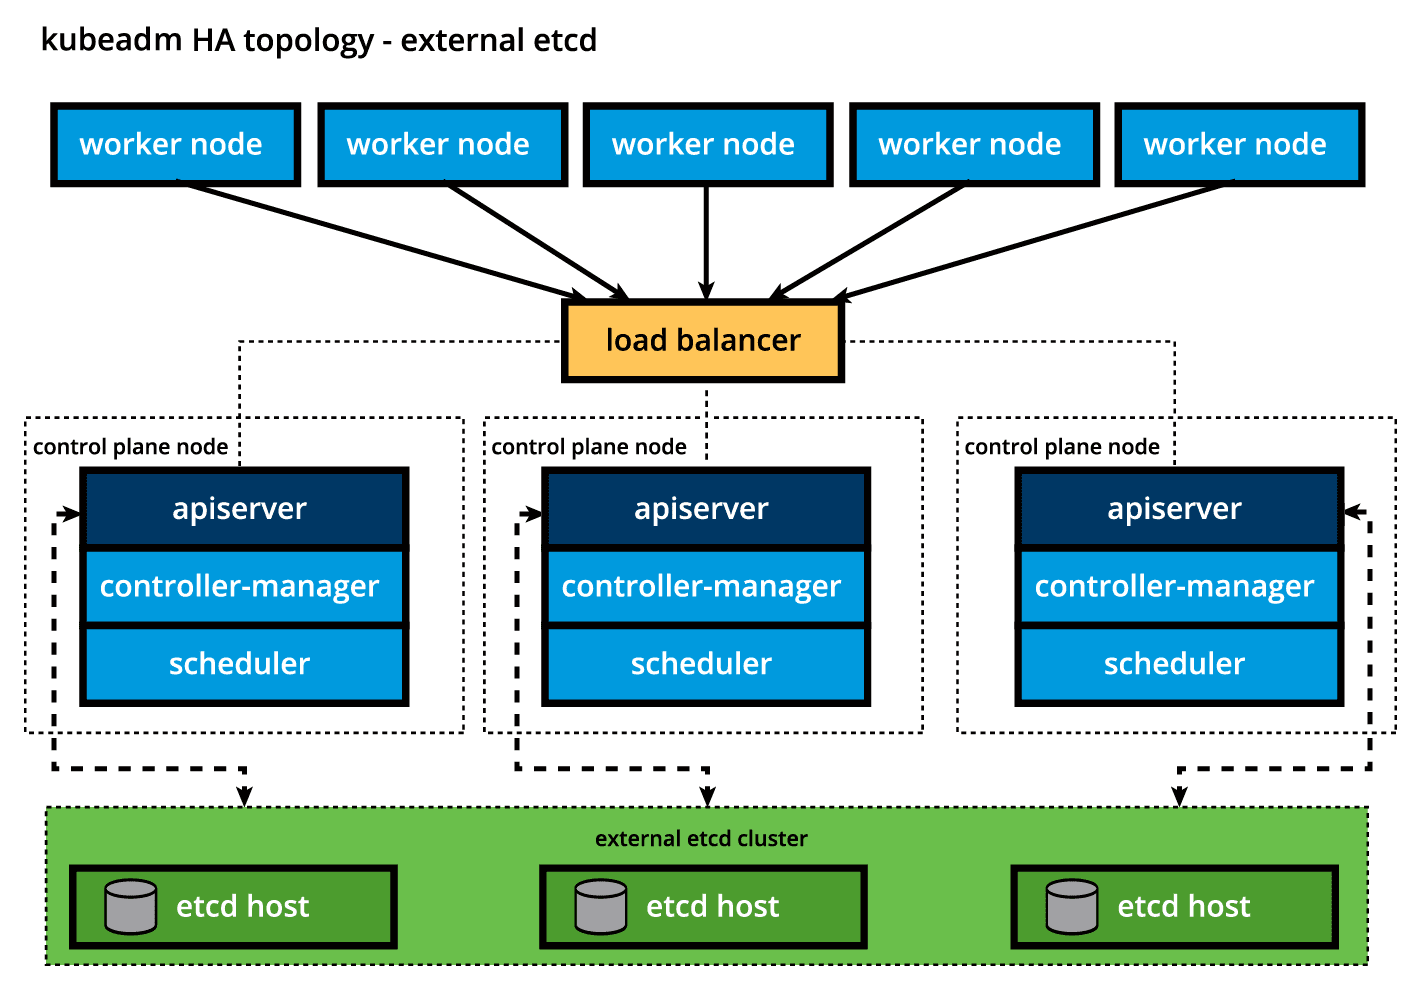 kubeadm HA topology - external etcd
worker node
worker node
worker node
worker node
worker node
load balancer
control plane node
control plane node
control plane node
apiserver
apiserver
apiserver
controller-manager
controller-manager
controller-manager
scheduler
scheduler
scheduler
external etcd cluster
etcd host
etcd host
etcd host